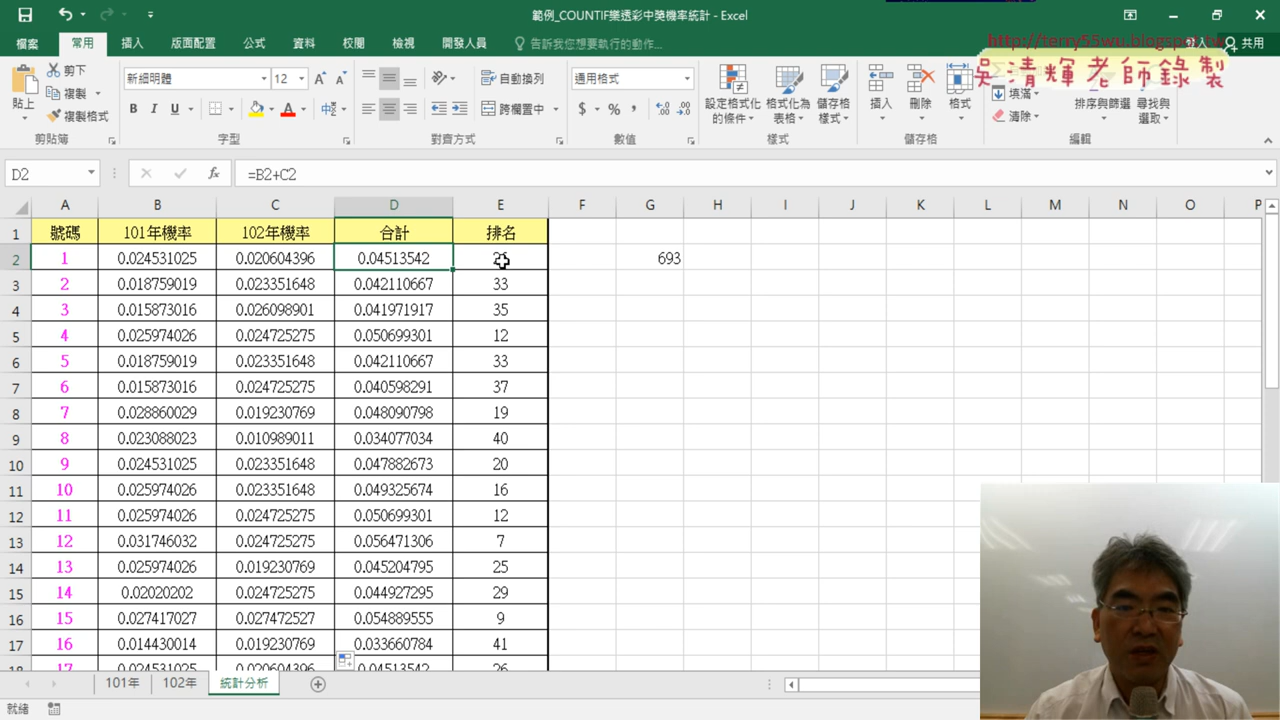 範例_COUNTIF樂透彩中獎機率統計 - Excel
檔案 常用 插入 版面配置 公式 資料 校閱 檢視 開發人員 告訴我您想要執行的動作... 登入 共用
http://terry55wu.blogspot.tw
吳清輝老師錄製
貼上 剪下 複製 複製格式
新細明體 12
B I U
自動換列
跨欄置中
通用格式
$ % ,
設定格式化的條件 格式化為表格 儲存格樣式
插入 刪除 格式
填滿 清除
排序與篩選 尋找與選取
剪貼簿 字型 對齊方式 數值 樣式 儲存格 編輯
D2 fx =B2+C2
A B C D E F G H I J K L M N O P
1 號碼 101年機率 102年機率 合計 排名
2 1 0.024531025 0.020604396 0.04513542 693
3 2 0.018759019 0.023351648 0.042110667 33
4 3 0.015873016 0.026098901 0.041971917 35
5 4 0.025974026 0.024725275 0.050699301 12
6 5 0.018759019 0.023351648 0.042110667 33
7 6 0.015873016 0.024725275 0.040598291 37
8 7 0.028860029 0.019230769 0.048090798 19
9 8 0.023088023 0.010989011 0.034077034 40
10 9 0.024531025 0.023351648 0.047882673 20
11 10 0.025974026 0.023351648 0.049325674 16
12 11 0.025974026 0.024725275 0.050699301 12
13 12 0.031746032 0.024725275 0.056471306 7
14 13 0.025974026 0.019230769 0.045204795 25
15 14 0.02020202 0.024725275 0.044927295 29
16 15 0.027417027 0.027472527 0.054889555 9
17 16 0.014430014 0.019230769 0.033660784 41
18 17 0.024531025 0.020604396 0.04513542 26
101年 102年 統計分析
就緒